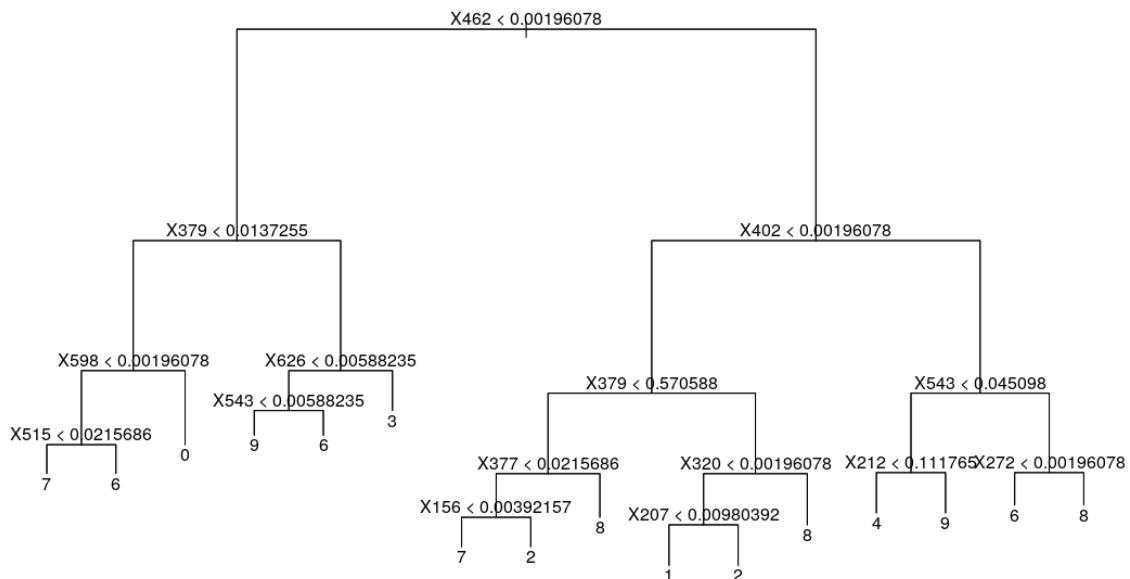 X462 < 0.00196078
X379 < 0.0137255
X402 < 0.00196078
X598 < 0.00196078
X626 < 0.00588235
X379 < 0.570588
X543 < 0.045098
X543 < 0.00588235
3
X515 < 0.0215686
9
6
0
X377 < 0.0215686
X320 < 0.00196078
X212 < 0.111765
X272 < 0.00196078
7
6
X156 < 0.00392157
8
X207 < 0.00980392
8
4
9
6
8
7
2
1
2